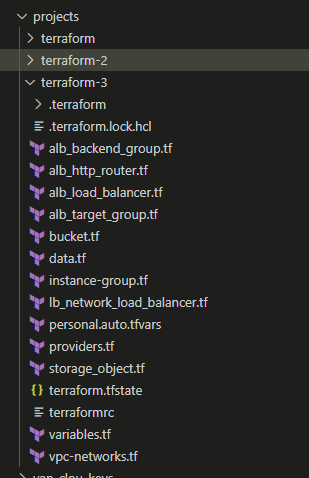 projects
terraform
terraform-2
terraform-3
.terraform
.terraform.lock.hcl
alb_backend_group.tf
alb_http_router.tf
alb_load_balancer.tf
alb_target_group.tf
bucket.tf
data.tf
instance-group.tf
lb_network_load_balancer.tf
personal.auto.tfvars
providers.tf
storage_object.tf
terraform.tfstate
terraformrc
variables.tf
vpc-networks.tf